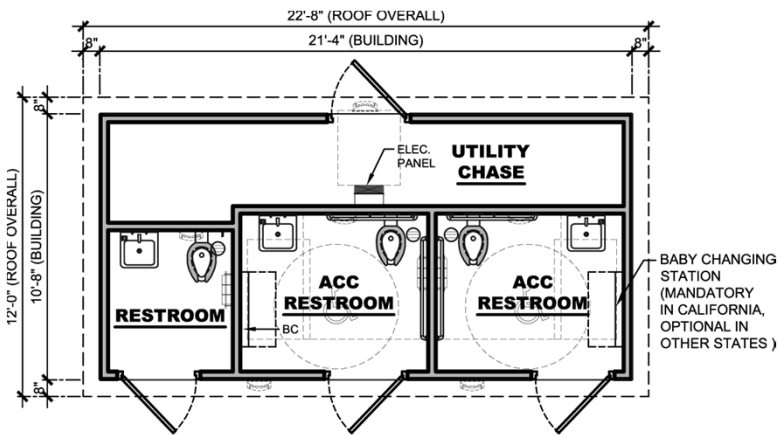 22'-8" (ROOF OVERALL)
8"
21'-4" (BUILDING)
8"
12'-0" (ROOF OVERALL)
8"
10'-8" (BUILDING)
8"
ELEC.
PANEL
UTILITY
CHASE
RESTROOM
ACC
RESTROOM
BC
ACC
RESTROOM
BABY CHANGING
STATION
(MANDATORY
IN CALIFORNIA,
OPTIONAL IN
OTHER STATES )